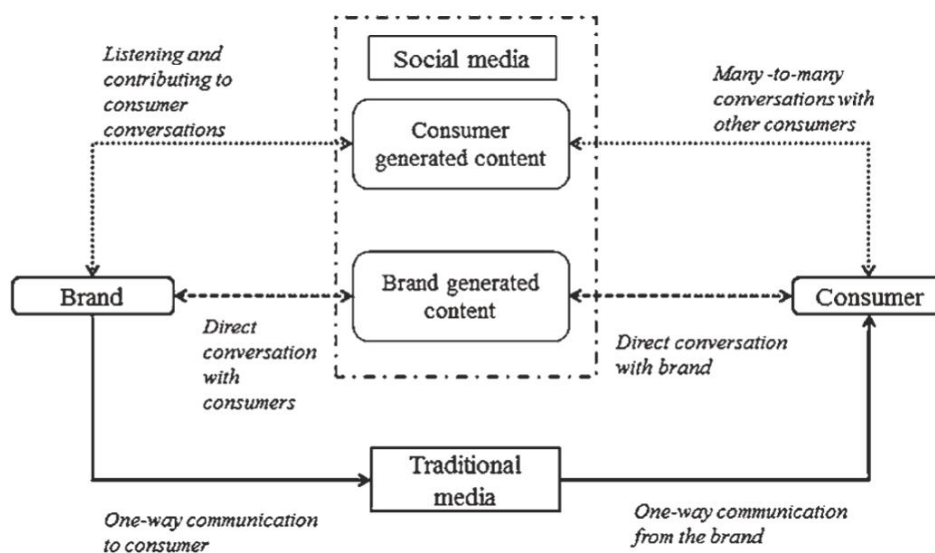 Listening and
contributing to
consumer
conversations
Social media
Many -to-many
conversations with
other consumers
Consumer
generated content
Brand
Brand generated
content
Consumer
Direct
conversation
with
consumers
Direct conversation
with brand
Traditional
media
One-way communication
to consumer
One-way communication
from the brand